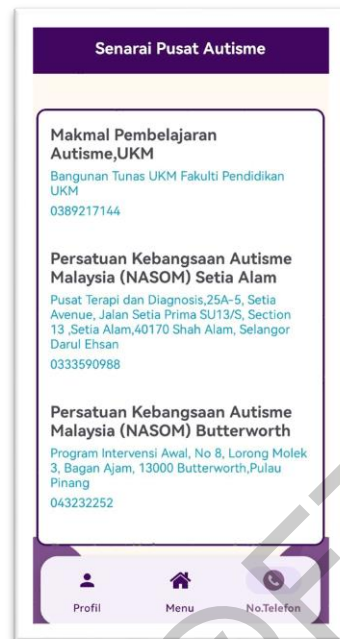 Senarai Pusat Autisme
Makmal Pembelajaran
Autisme,UKM
Bangunan Tunas UKM Fakulti Pendidikan
UKM
0389217144
Persatuan Kebangsaan Autisme
Malaysia (NASOM) Setia Alam
Pusat Terapi dan Diagnosis,25A-5, Setia
Avenue, Jalan Setia Prima SU13/S, Section
13 ,Setia Alam,40170 Shah Alam, Selangor
Darul Ehsan
0333590988
Persatuan Kebangsaan Autisme
Malaysia (NASOM) Butterworth
Program Intervensi Awal, No 8, Lorong Molek
3, Bagan Ajam, 13000 Butterworth,Pulau
Pinang
043232252
Profil Menu No.Telefon